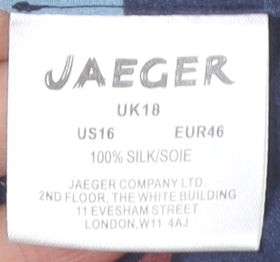 JAEGER
UK18
US16 EUR46
100% SILK/SOIE
JAEGER COMPANY LTD
2ND FLOOR, THE WHITE BUILDING
11 EVESHAM STREET
LONDON,W11 4AJ